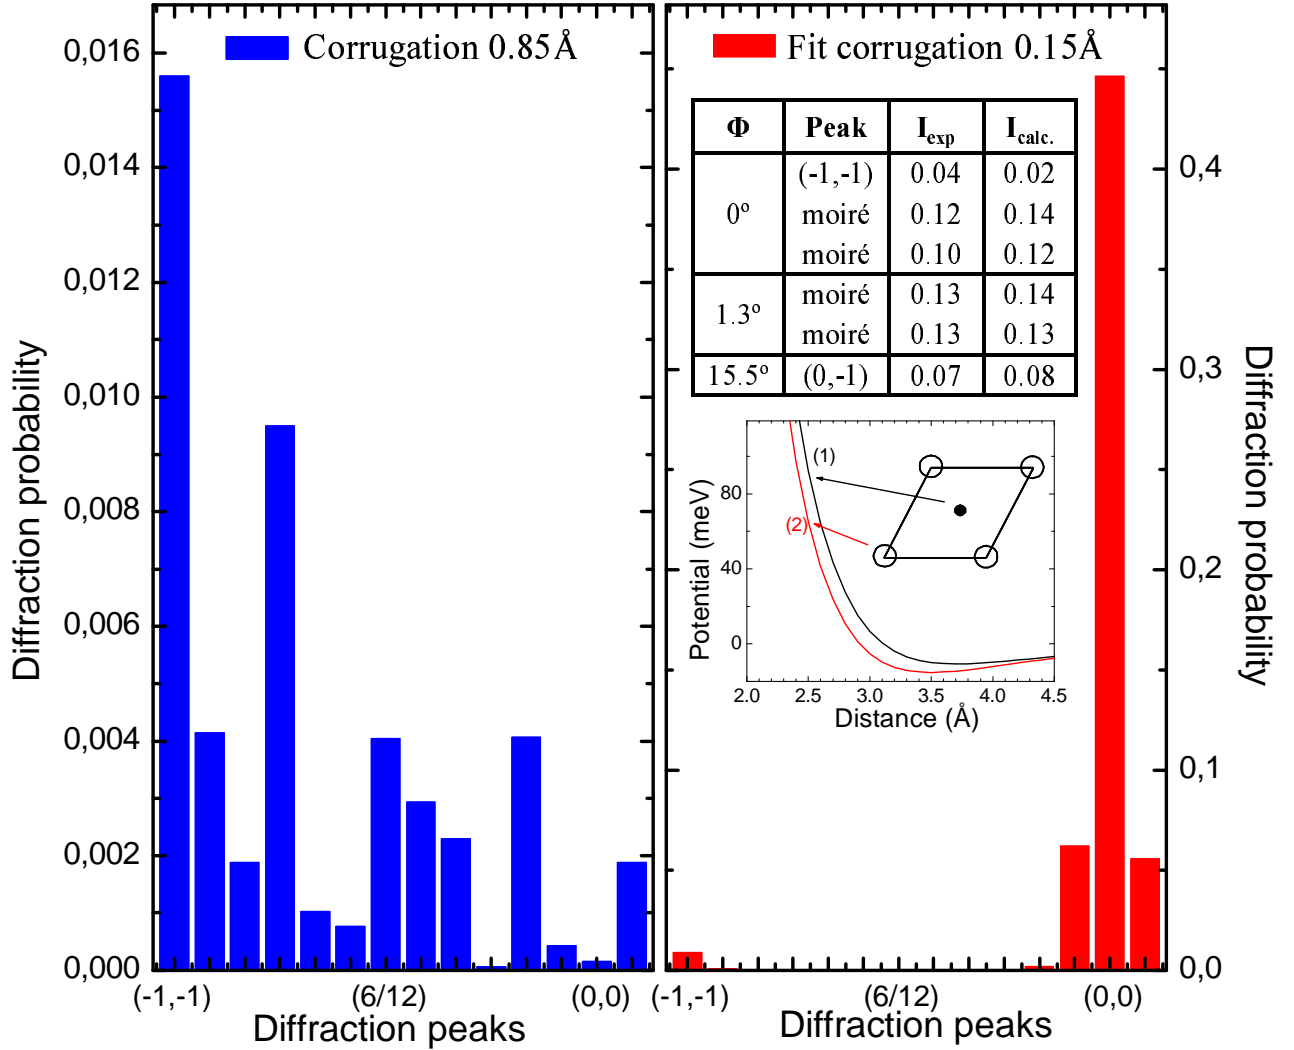 Corrugation 0.85Å
0,016
0,014
0,012
0,010
0,008
0,006
0,004
0,002
0,000
Diffraction probability
(-1,-1) (6/12) (0,0)
Diffraction peaks
Fit corrugation 0.15Å
Φ Peak Iexp Icalc.
0º (-1,-1) 0.04 0.02
moiré 0.12 0.14
moiré 0.10 0.12
1.3º moiré 0.13 0.14
moiré 0.13 0.13
15.5º (0,-1) 0.07 0.08
(1)
(2)
80
40
0
Potential (meV)
2.0 2.5 3.0 3.5 4.0 4.5
Distance (Å)
0,4
0,3
0,2
0,1
0,0
Diffraction probability
(-1,-1) (6/12) (0,0)
Diffraction peaks